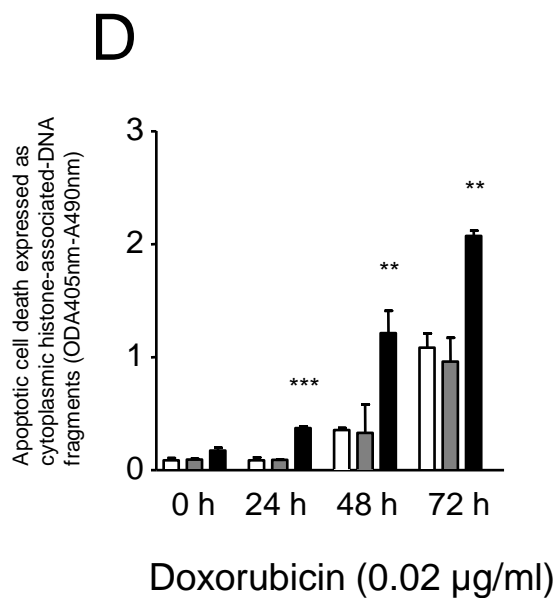 D
Apoptotic cell death expressed as
cytoplasmic histone-associated-DNA
fragments (ODA405nm-A490nm)
3
2
1
0
***
**
**
0 h 24 h 48 h 72 h
Doxorubicin (0.02 µg/ml)